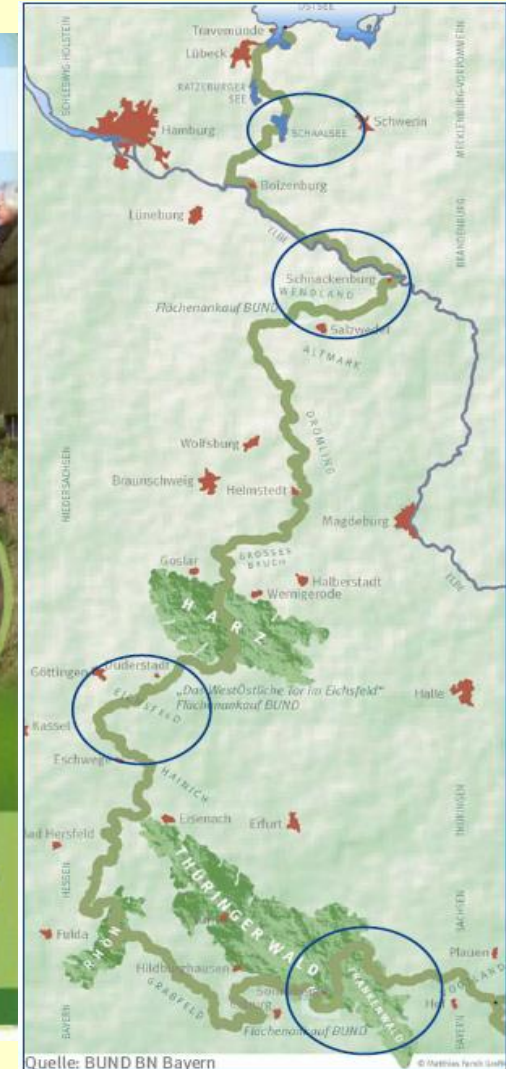 OSTSEE
Travemünde
Lübeck
SCHLESWIG-HOLSTEIN
MECKLENBURG-VORPOMMERN
RATZEBURGER
SEE
SCHAALSEE
Schwerin
Hamburg
Boizenburg
Lüneburg
ELBE
BRANDENBURG
Schnackenburg
WENDLAND
Flächenankauf BUND
Salzwedel
ALTMARK
DRÖMLING
NIEDERSACHSEN
Wolfsburg
Braunschweig
Helmstedt
Magdeburg
GROSSES
BRUCH
ELBE
Goslar
Halberstadt
Wernigerode
HARZ
Göttingen
Duderstadt
EICHSFELD
„Das WestÖstliche Tor im Eichsfeld“
Flächenankauf BUND
Halle
Kassel
Eschwege
HAINICH
Eisenach
Erfurt
THÜRINGEN
Bad Hersfeld
HESSEN
THÜRINGER WALD
SACHSEN
Fulda
RHÖN
Plauen
Hildburghausen
FRANKENWALD
VOGTLAND
GRABFELD
Coburg
Hof
BAYERN
BAYERN
Flächenankauf BUND
Quelle: BUND BN Bayern